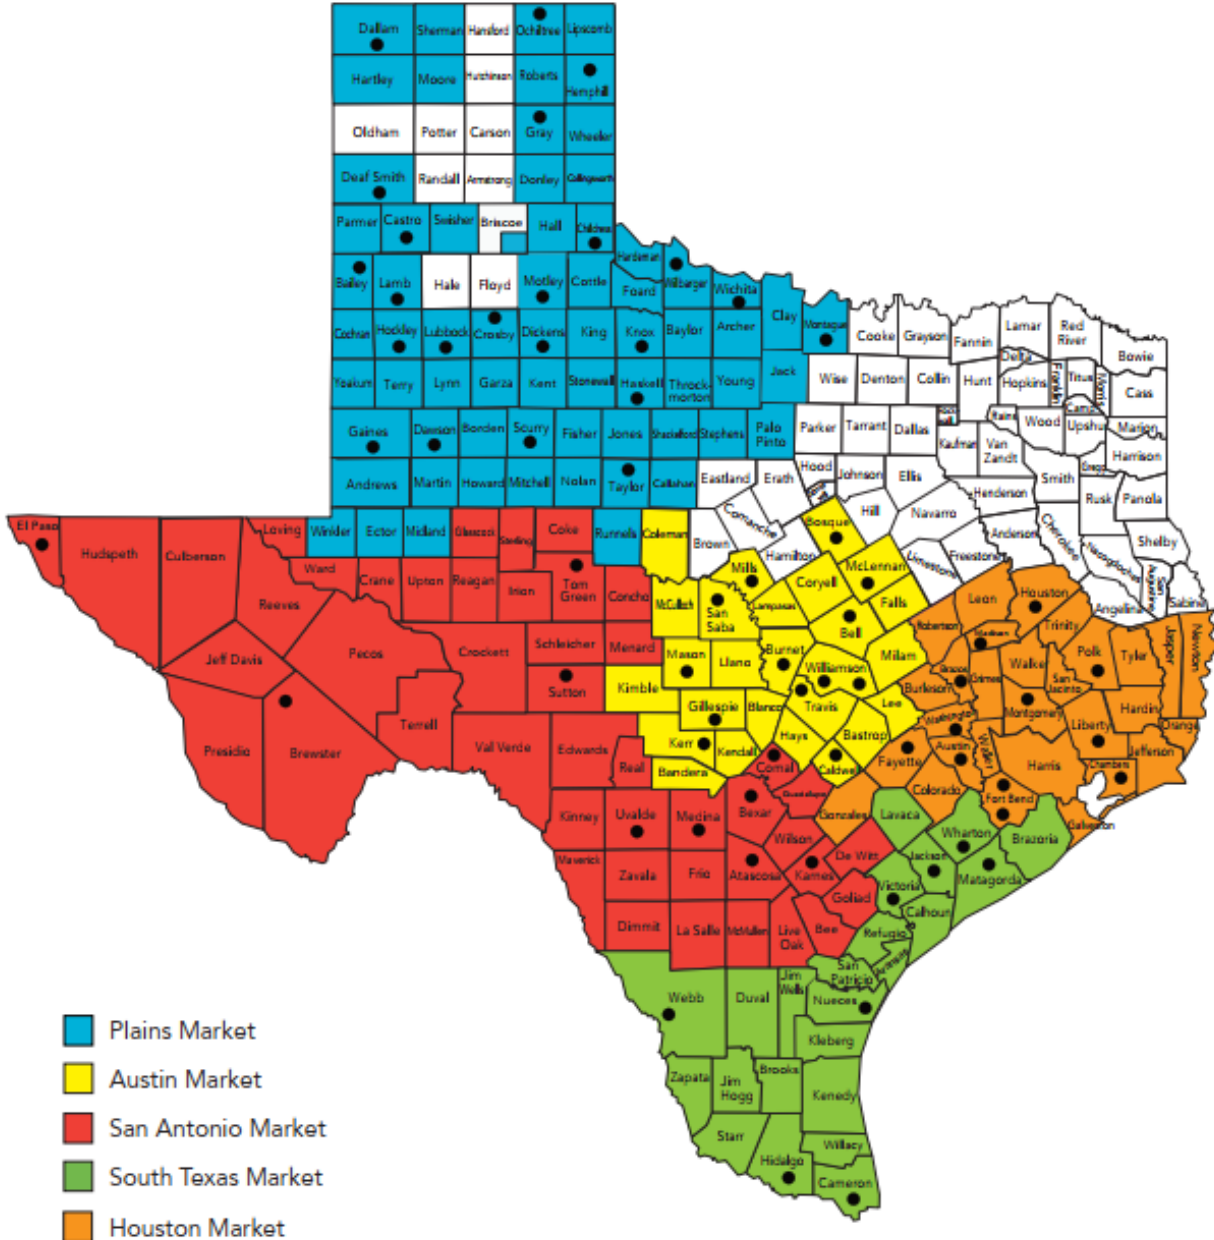 Dallam
Sherman
Hansford
Ochiltree
Lipscomb
Hartley
Moore
Hutchinson
Roberts
Hemphill
Oldham
Potter
Carson
Gray
Wheeler
Deaf Smith
Randall
Armstrong
Donley
Collingsworth
Parmer
Castro
Swisher
Briscoe
Hall
Childress
Hardeman
Bailey
Lamb
Hale
Floyd
Motley
Cottle
Foard
Wilbarger
Wichita
Clay
Montague
Cooke
Grayson
Fannin
Lamar
Red
River
Bowie
Cochran
Hockley
Lubbock
Crosby
Dickens
King
Knox
Baylor
Archer
Jack
Wise
Denton
Collin
Hunt
Delta
Hopkins
Franklin
Titus
Morris
Cass
Yoakum
Terry
Lynn
Garza
Kent
Stonewall
Haskell
Throck-
morton
Young
Gaines
Dawson
Borden
Scurry
Fisher
Jones
Shackelford
Stephens
Palo
Pinto
Parker
Tarrant
Dallas
Kaufman
Rains
Van
Zandt
Wood
Camp
Upshur
Marion
Harrison
Andrews
Martin
Howard
Mitchell
Nolan
Taylor
Callahan
Eastland
Erath
Hood
Johnson
Ellis
Henderson
Smith
Gregg
Rusk
Panola
El Paso
Hudspeth
Culberson
Loving
Winkler
Ector
Midland
Glasscock
Sterling
Coke
Runnels
Coleman
Brown
Comanche
Hamilton
Bosque
Hill
Navarro
Freestone
Limestone
Anderson
Cherokee
Nacogdoches
Shelby
San
Augustine
Sabine
Angelina
Ward
Crane
Upton
Reagan
Irion
Tom
Green
Concho
McCulloch
San
Saba
Mills
Lampasas
Coryell
McLennan
Falls
Bell
Milam
Robertson
Leon
Houston
Madison
Trinity
Polk
Tyler
Jasper
Newton
Reeves
Jeff Davis
Pecos
Crockett
Schleicher
Menard
Sutton
Kimble
Mason
Llano
Burnet
Williamson
Burleson
Brazos
Grimes
Walker
San
Jacinto
Hardin
Orange
Presidio
Brewster
Terrell
Val Verde
Edwards
Real
Kerr
Gillespie
Blanco
Kendall
Bandera
Hays
Travis
Bastrop
Lee
Caldwell
Washington
Fayette
Austin
Waller
Montgomery
Liberty
Jefferson
Chambers
Harris
Fort Bend
Galveston
Colorado
Gonzales
Comal
Guadalupe
Kinney
Uvalde
Medina
Bexar
Wilson
Lavaca
Wharton
Brazoria
Maverick
Zavala
Frio
Atascosa
Karnes
De Witt
Jackson
Matagorda
Victoria
Goliad
Calhoun
Dimmit
La Salle
McMullen
Live
Oak
Bee
Refugio
Aransas
San
Patricio
Webb
Duval
Jim
Wells
Nueces
Kleberg
Zapata
Jim
Hogg
Brooks
Kenedy
Starr
Hidalgo
Willacy
Cameron
Plains Market
Austin Market
San Antonio Market
South Texas Market
Houston Market